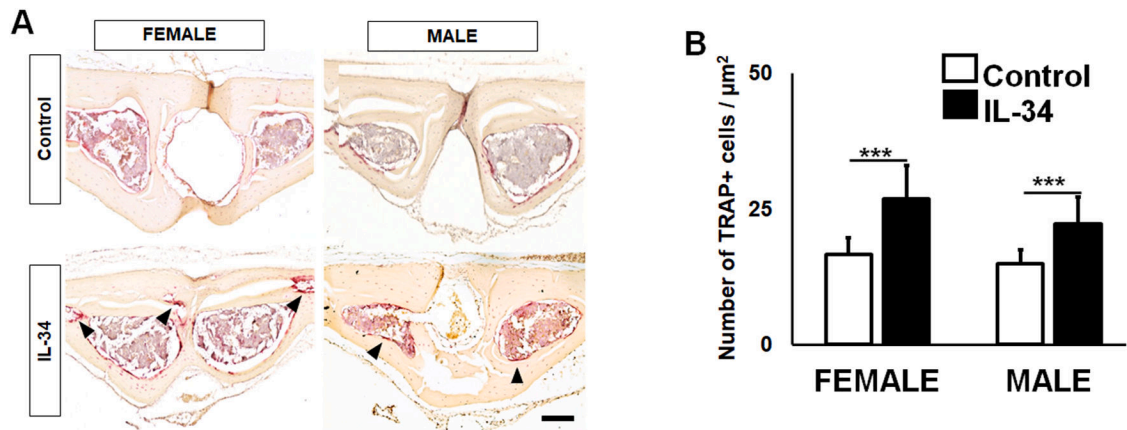 A
FEMALE
MALE
Control
IL-34
B
Number of TRAP+ cells / µm²
50
25
0
Control
IL-34
***
***
FEMALE
MALE